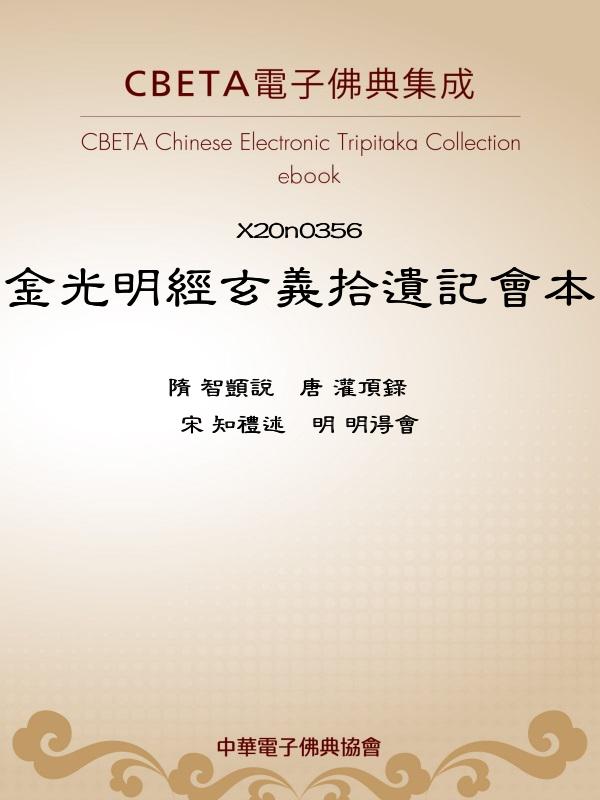 CBETA電子佛典集成
CBETA Chinese Electronic Tripitaka Collection
ebook
X20n0356
金光明經玄義拾遺記會本
隋 智顗說　唐 灌頂錄
宋 知禮述　明 明得會
中華電子佛典協會